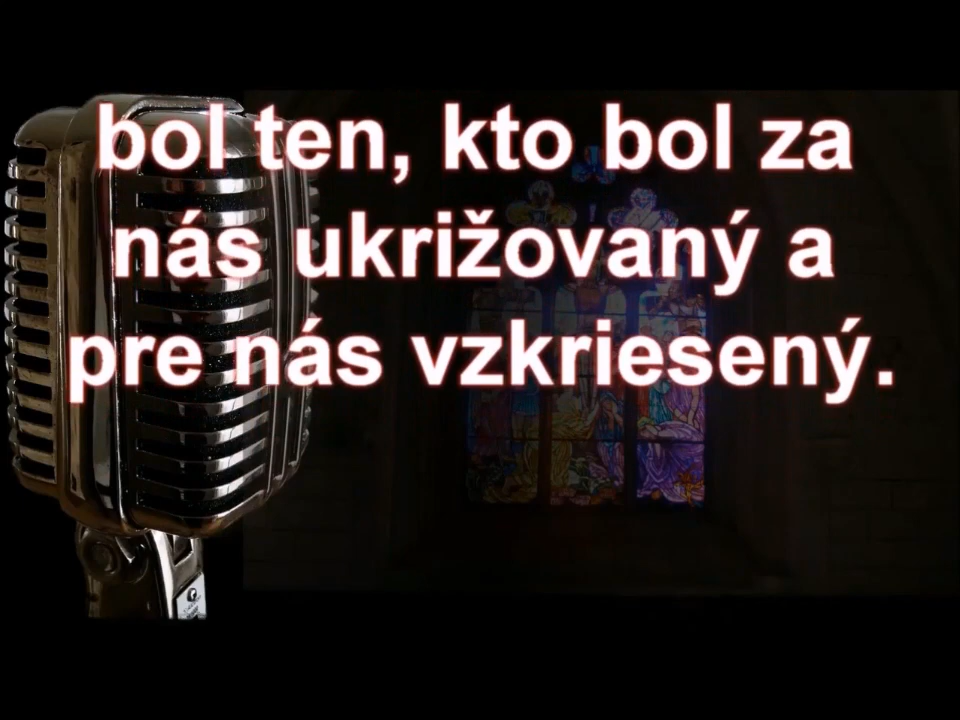 bol ten, kto bol za
nás ukrižovaný a
pre nás vzkriesený.